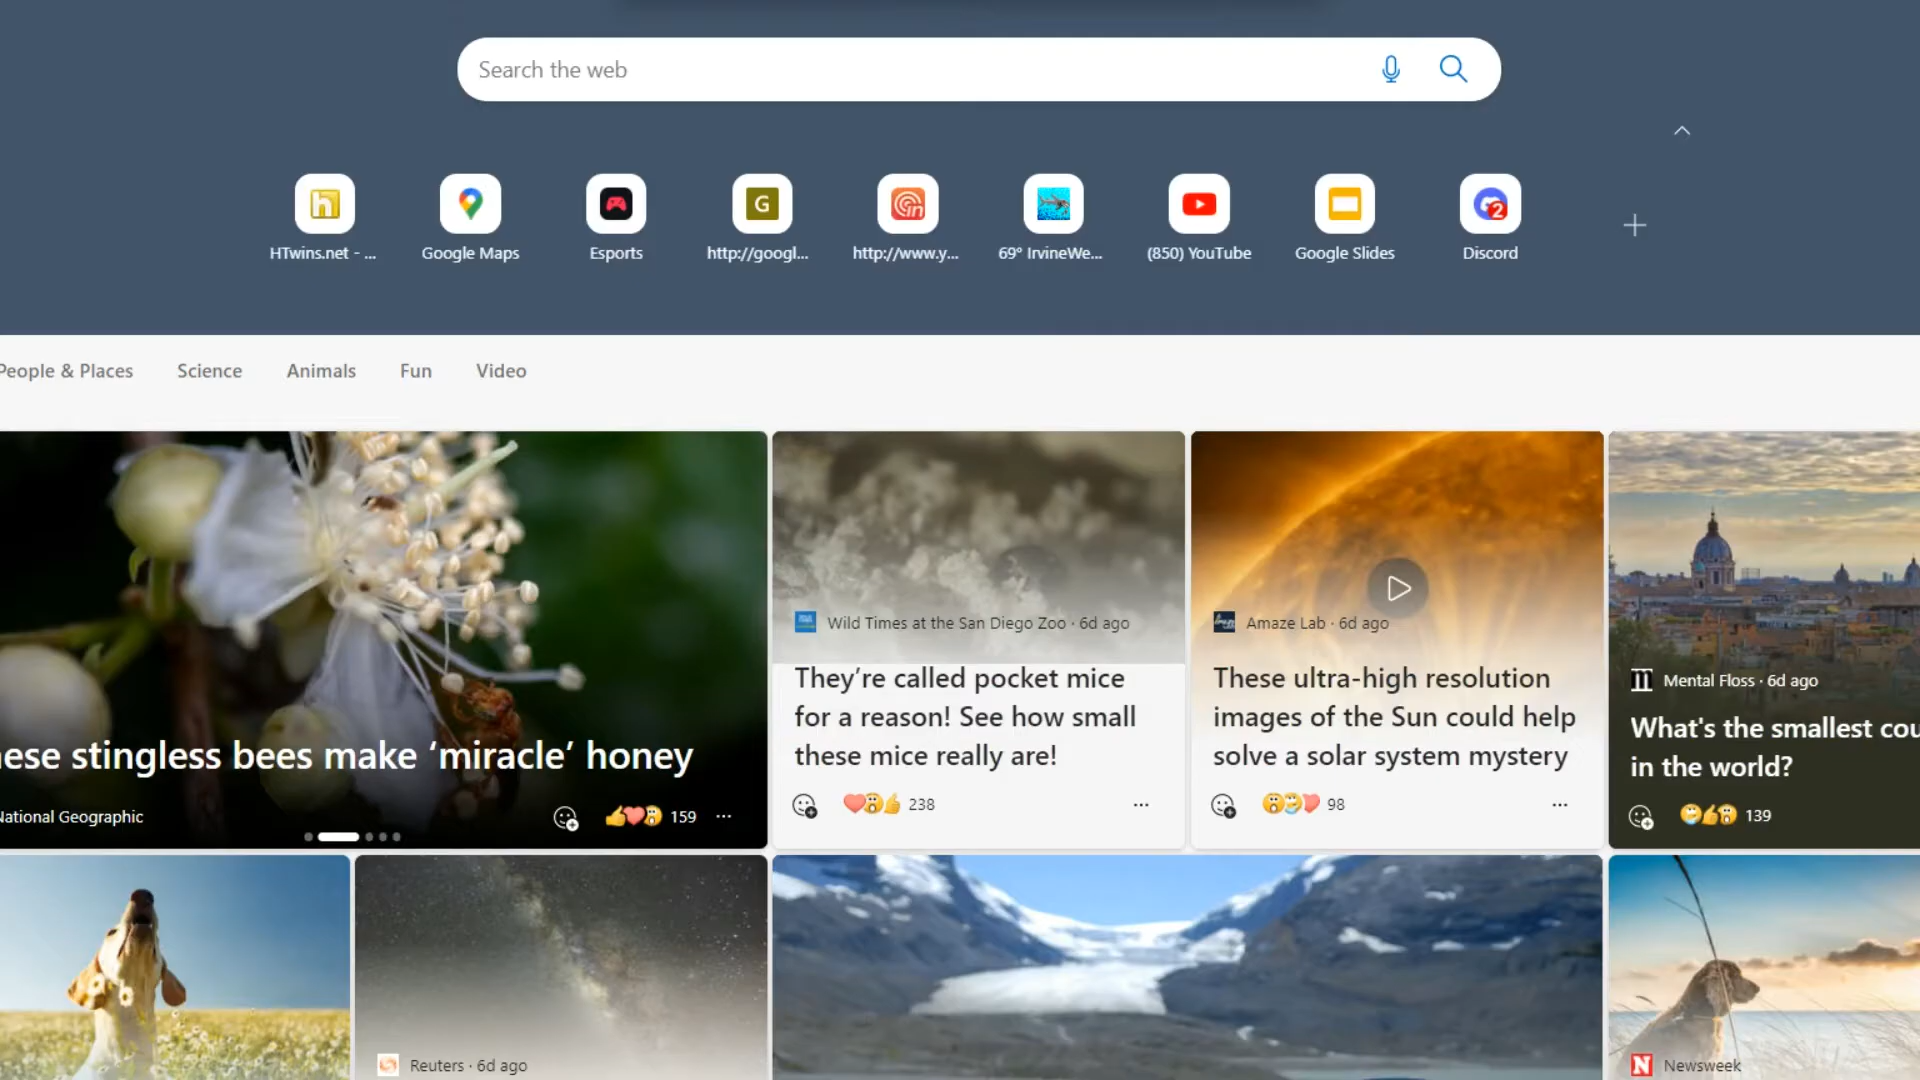 Search the web
HTwins.net - ...
Google Maps
Esports
G
http://googl...
http://www.y...
69° IrvineWe...
(850) YouTube
Google Slides
2
Discord
People & Places
Science
Animals
Fun
Video
ese stingless bees make ‘miracle’ honey
National Geographic
159
Wild Times at the San Diego Zoo · 6d ago
They’re called pocket mice
for a reason! See how small
these mice really are!
238
Amaze Lab · 6d ago
These ultra-high resolution
images of the Sun could help
solve a solar system mystery
98
Mental Floss · 6d ago
What's the smallest cou
in the world?
139
Reuters · 6d ago
N
Newsweek